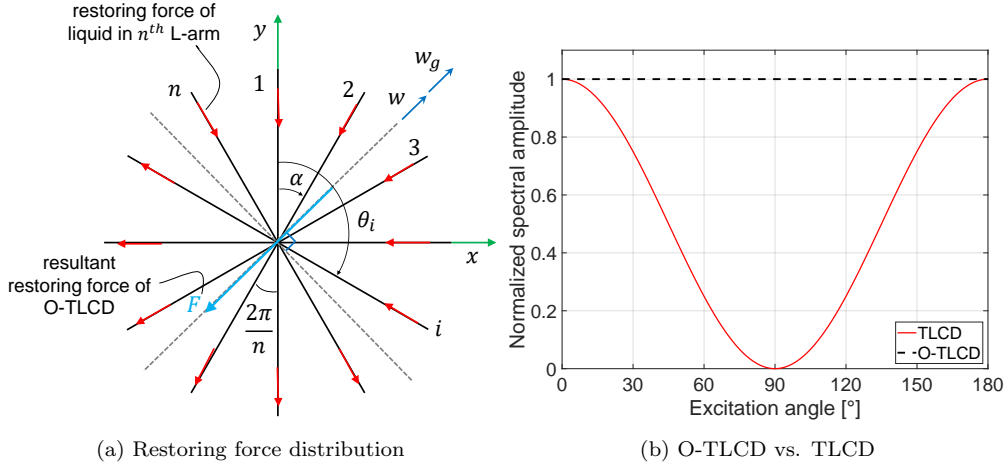 restoring force of
liquid in nᵗʰ L-arm
y
w_g
w
n
1
2
3
α
θ_i
x
resultant
restoring force of
O-TLCD
F
2π
n
i
(a) Restoring force distribution
Normalized spectral amplitude
1
0.8
0.6
0.4
0.2
0
0 30 60 90 120 150 180
Excitation angle [°]
TLCD
O-TLCD
(b) O-TLCD vs. TLCD